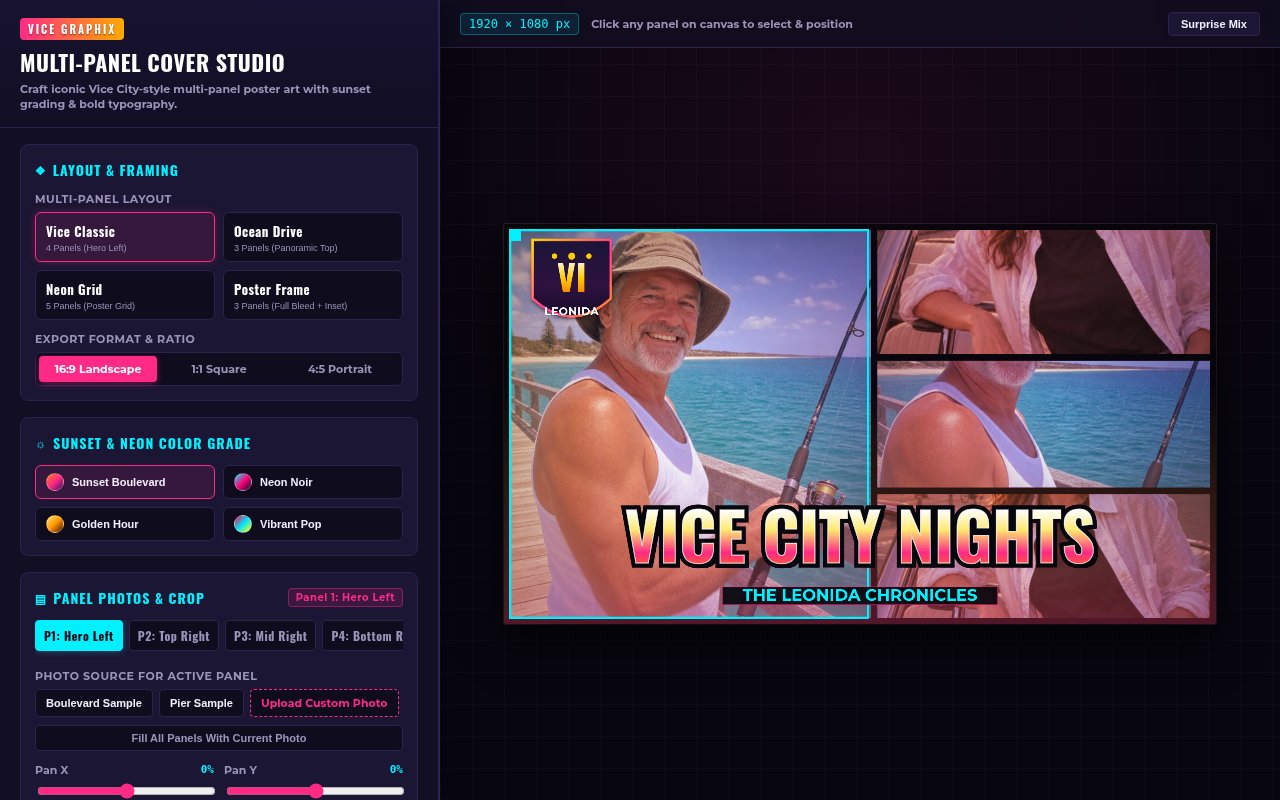 VICE GRAPHIX
MULTI-PANEL COVER STUDIO
Craft iconic Vice City-style multi-panel poster art with sunset
grading & bold typography.
LAYOUT & FRAMING
MULTI-PANEL LAYOUT
Vice Classic
4 Panels (Hero Left)
Ocean Drive
3 Panels (Panoramic Top)
Neon Grid
5 Panels (Poster Grid)
Poster Frame
3 Panels (Full Bleed + Inset)
EXPORT FORMAT & RATIO
16:9 Landscape
1:1 Square
4:5 Portrait
SUNSET & NEON COLOR GRADE
Sunset Boulevard
Neon Noir
Golden Hour
Vibrant Pop
PANEL PHOTOS & CROP
Panel 1: Hero Left
P1: Hero Left
P2: Top Right
P3: Mid Right
P4: Bottom R
PHOTO SOURCE FOR ACTIVE PANEL
Boulevard Sample
Pier Sample
Upload Custom Photo
Fill All Panels With Current Photo
Pan X
0%
Pan Y
0%
1920 × 1080 px
Click any panel on canvas to select & position
Surprise Mix
VI
LEONIDA
VICE CITY NIGHTS
THE LEONIDA CHRONICLES